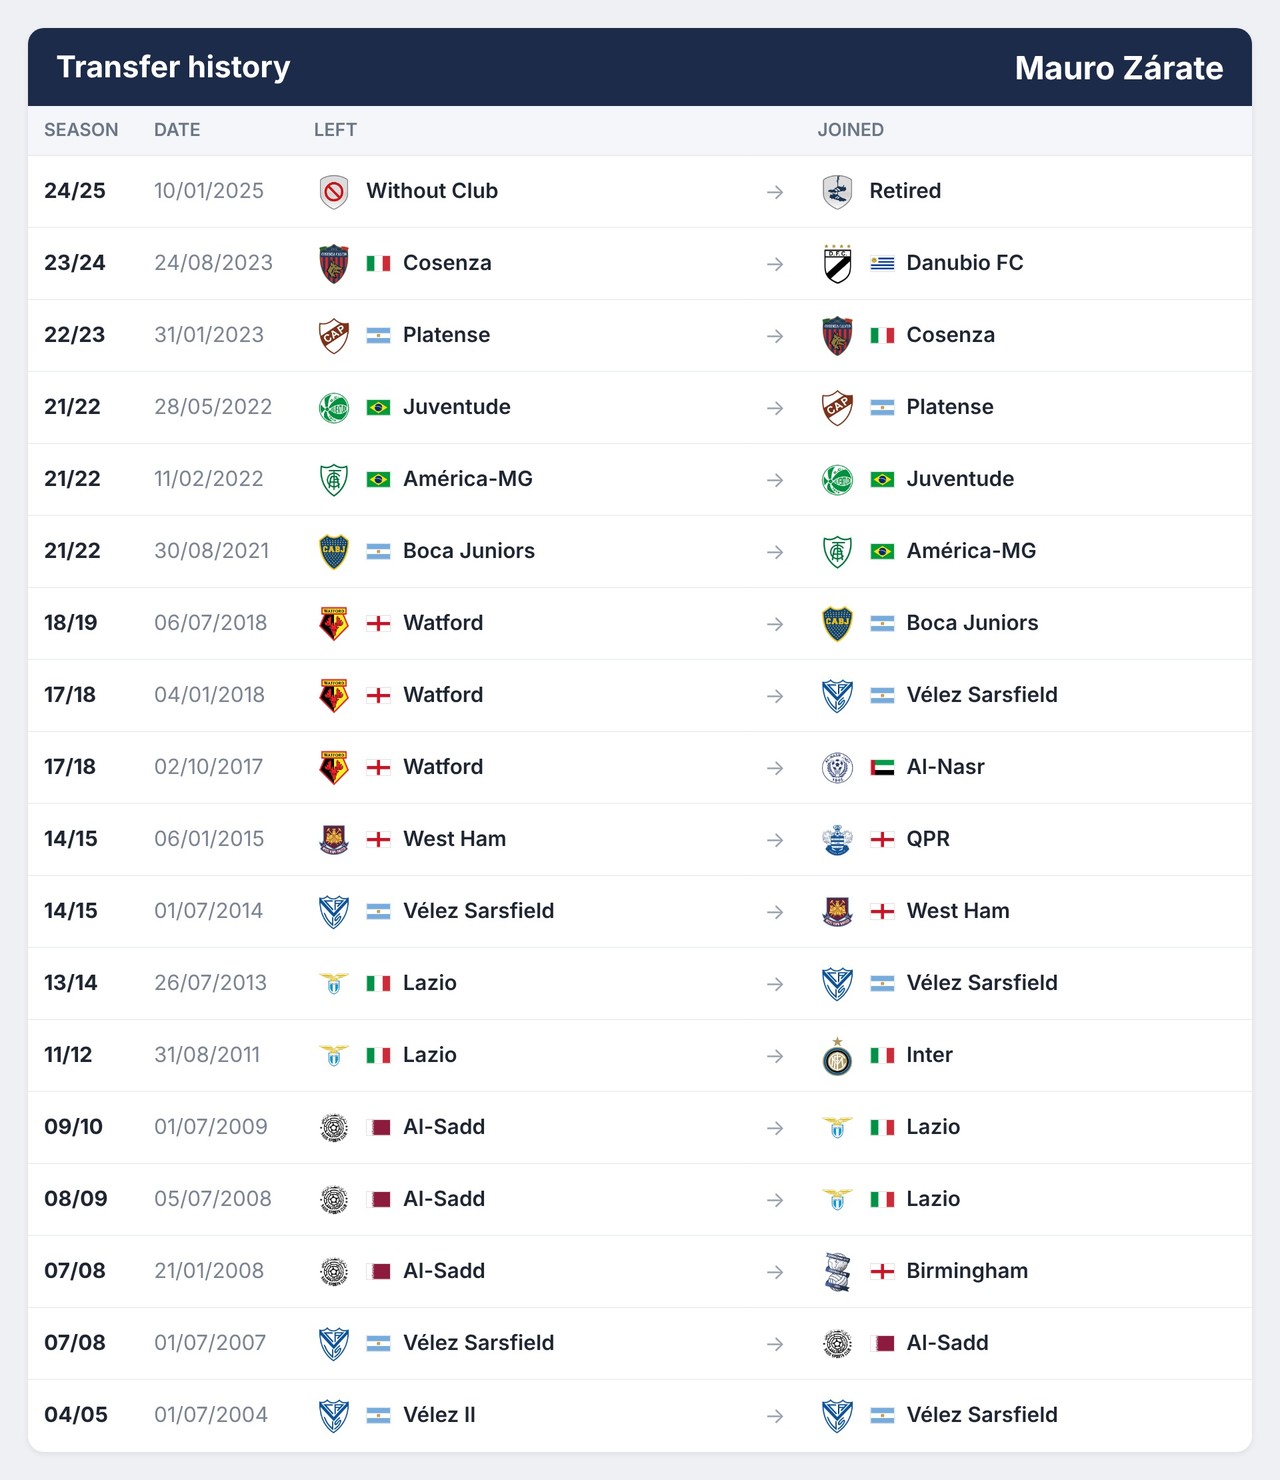 Transfer history Mauro Zárate
SEASON DATE LEFT JOINED
24/25 10/01/2025 Without Club → Retired
23/24 24/08/2023 Cosenza → Danubio FC
22/23 31/01/2023 Platense → Cosenza
21/22 28/05/2022 Juventude → Platense
21/22 11/02/2022 América-MG → Juventude
21/22 30/08/2021 Boca Juniors → América-MG
18/19 06/07/2018 Watford → Boca Juniors
17/18 04/01/2018 Watford → Vélez Sarsfield
17/18 02/10/2017 Watford → Al-Nasr
14/15 06/01/2015 West Ham → QPR
14/15 01/07/2014 Vélez Sarsfield → West Ham
13/14 26/07/2013 Lazio → Vélez Sarsfield
11/12 31/08/2011 Lazio → Inter
09/10 01/07/2009 Al-Sadd → Lazio
08/09 05/07/2008 Al-Sadd → Lazio
07/08 21/01/2008 Al-Sadd → Birmingham
07/08 01/07/2007 Vélez Sarsfield → Al-Sadd
04/05 01/07/2004 Vélez II → Vélez Sarsfield